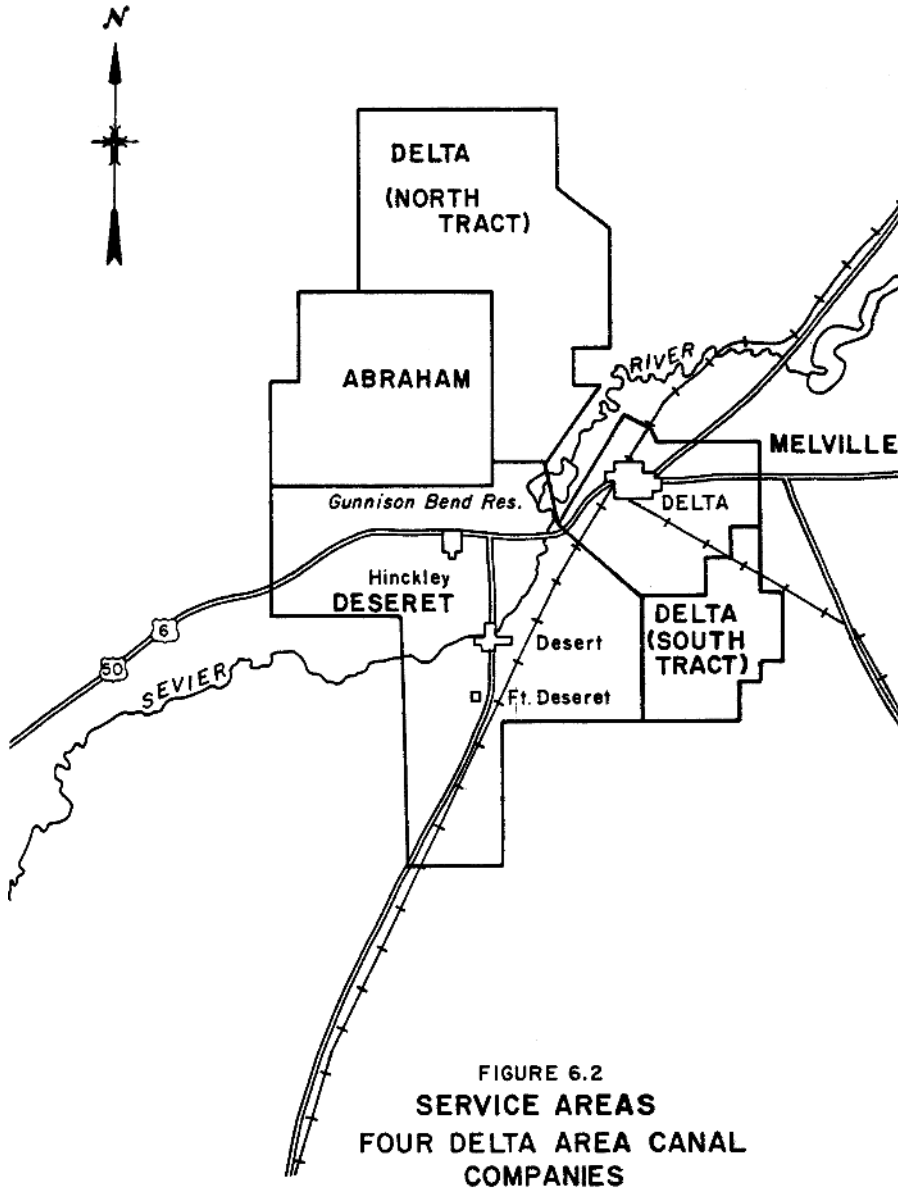 N
DELTA
(NORTH
TRACT)
ABRAHAM
RIVER
MELVILLE
Gunnison Bend Res.
DELTA
Hinckley
DESERET
DELTA
(SOUTH
TRACT)
6
50
SEVIER
Desert
Ft. Deseret
FIGURE 6.2
SERVICE AREAS
FOUR DELTA AREA CANAL
COMPANIES